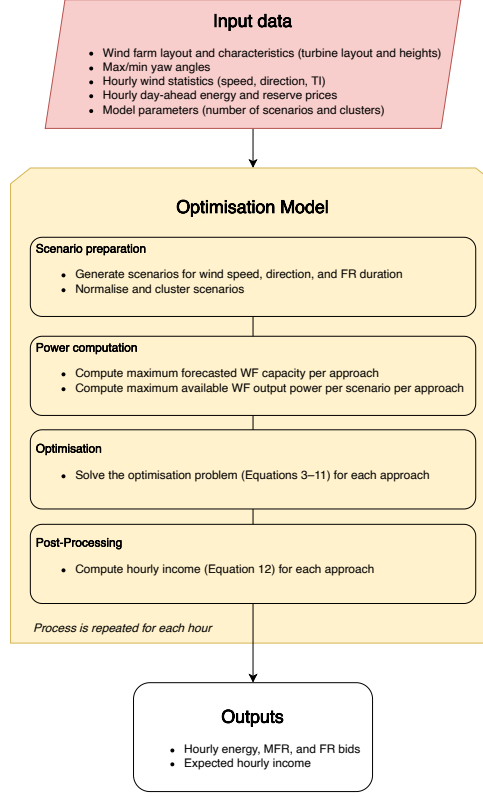 Input data
• Wind farm layout and characteristics (turbine layout and heights)
• Max/min yaw angles
• Hourly wind statistics (speed, direction, TI)
• Hourly day-ahead energy and reserve prices
• Model parameters (number of scenarios and clusters)
Optimisation Model
Scenario preparation
• Generate scenarios for wind speed, direction, and FR duration
• Normalise and cluster scenarios
Power computation
• Compute maximum forecasted WF capacity per approach
• Compute maximum available WF output power per scenario per approach
Optimisation
• Solve the optimisation problem (Equations 3–11) for each approach
Post-Processing
• Compute hourly income (Equation 12) for each approach
Process is repeated for each hour
Outputs
• Hourly energy, MFR, and FR bids
• Expected hourly income